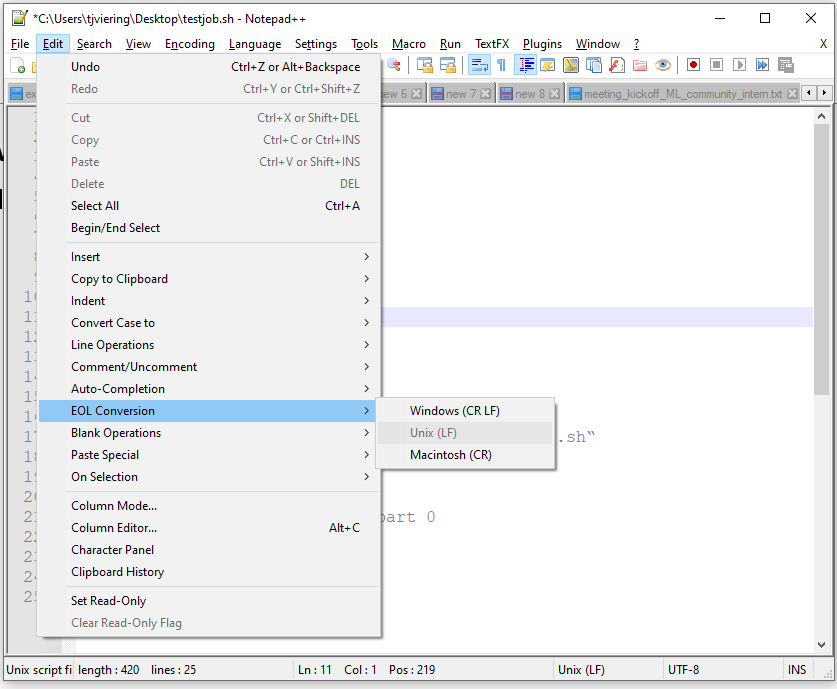 *C:\Users\tjviering\Desktop\testjob.sh - Notepad++
File Edit Search View Encoding Language Settings Tools Macro Run TextFX Plugins Window ? X
new 6 new 7 new 8 meeting_kickoff_ML_community_intern.txt
Undo Ctrl+Z or Alt+Backspace
Redo Ctrl+Y or Ctrl+Shift+Z
Cut Ctrl+X or Shift+DEL
Copy Ctrl+C or Ctrl+INS
Paste Ctrl+V or Shift+INS
Delete DEL
Select All Ctrl+A
Begin/End Select
Insert
Copy to Clipboard
Indent
Convert Case to
Line Operations
Comment/Uncomment
Auto-Completion
EOL Conversion
Blank Operations
Paste Special
On Selection
Column Mode...
Column Editor... Alt+C
Character Panel
Clipboard History
Set Read-Only
Clear Read-Only Flag
Windows (CR LF)
Unix (LF)
Macintosh (CR)
.sh“
part 0
10
11
12
13
14
15
16
17
18
19
20
21
22
23
24
25
Unix script fi length : 420 lines : 25 Ln : 11 Col : 1 Pos : 219 Unix (LF) UTF-8 INS